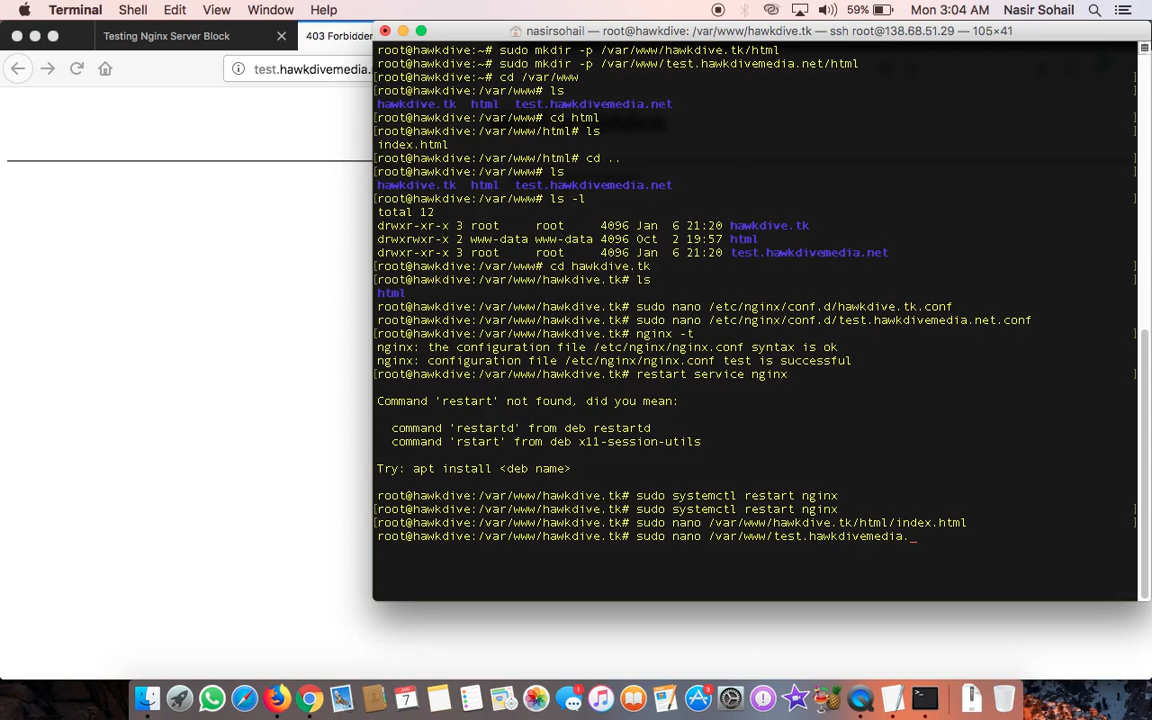 Terminal Shell Edit View Window Help 59% Mon 3:04 AM Nasir Sohail
Testing Nginx Server Block
403 Forbidden
test.hawkdivemedia.
nasirsohail — root@hawkdive: /var/www/hawkdive.tk — ssh root@138.68.51.29 — 105×41
root@hawkdive:~# sudo mkdir -p /var/www/hawkdive.tk/html
[root@hawkdive:~# sudo mkdir -p /var/www/test.hawkdivemedia.net/html ]
[root@hawkdive:~# cd /var/www ]
[root@hawkdive:/var/www# ls ]
hawkdive.tk html test.hawkdivemedia.net
[root@hawkdive:/var/www# cd html ]
[root@hawkdive:/var/www/html# ls ]
index.html
[root@hawkdive:/var/www/html# cd .. ]
[root@hawkdive:/var/www# ls ]
hawkdive.tk html test.hawkdivemedia.net
[root@hawkdive:/var/www# ls -l ]
total 12
drwxr-xr-x 3 root root 4096 Jan 6 21:20 hawkdive.tk
drwxrwxr-x 2 www-data www-data 4096 Oct 2 19:57 html
drwxr-xr-x 3 root root 4096 Jan 6 21:20 test.hawkdivemedia.net
[root@hawkdive:/var/www# cd hawkdive.tk ]
[root@hawkdive:/var/www/hawkdive.tk# ls ]
html
root@hawkdive:/var/www/hawkdive.tk# sudo nano /etc/nginx/conf.d/hawkdive.tk.conf
root@hawkdive:/var/www/hawkdive.tk# sudo nano /etc/nginx/conf.d/test.hawkdivemedia.net.conf
[root@hawkdive:/var/www/hawkdive.tk# nginx -t ]
nginx: the configuration file /etc/nginx/nginx.conf syntax is ok
nginx: configuration file /etc/nginx/nginx.conf test is successful
[root@hawkdive:/var/www/hawkdive.tk# restart service nginx ]
Command 'restart' not found, did you mean:
command 'restartd' from deb restartd
command 'rstart' from deb x11-session-utils
Try: apt install <deb name>
[root@hawkdive:/var/www/hawkdive.tk# sudo systemctl restart nginx ]
[root@hawkdive:/var/www/hawkdive.tk# sudo systemctl restart nginx ]
[root@hawkdive:/var/www/hawkdive.tk# sudo nano /var/www/hawkdive.tk/html/index.html ]
root@hawkdive:/var/www/hawkdive.tk# sudo nano /var/www/test.hawkdivemedia._